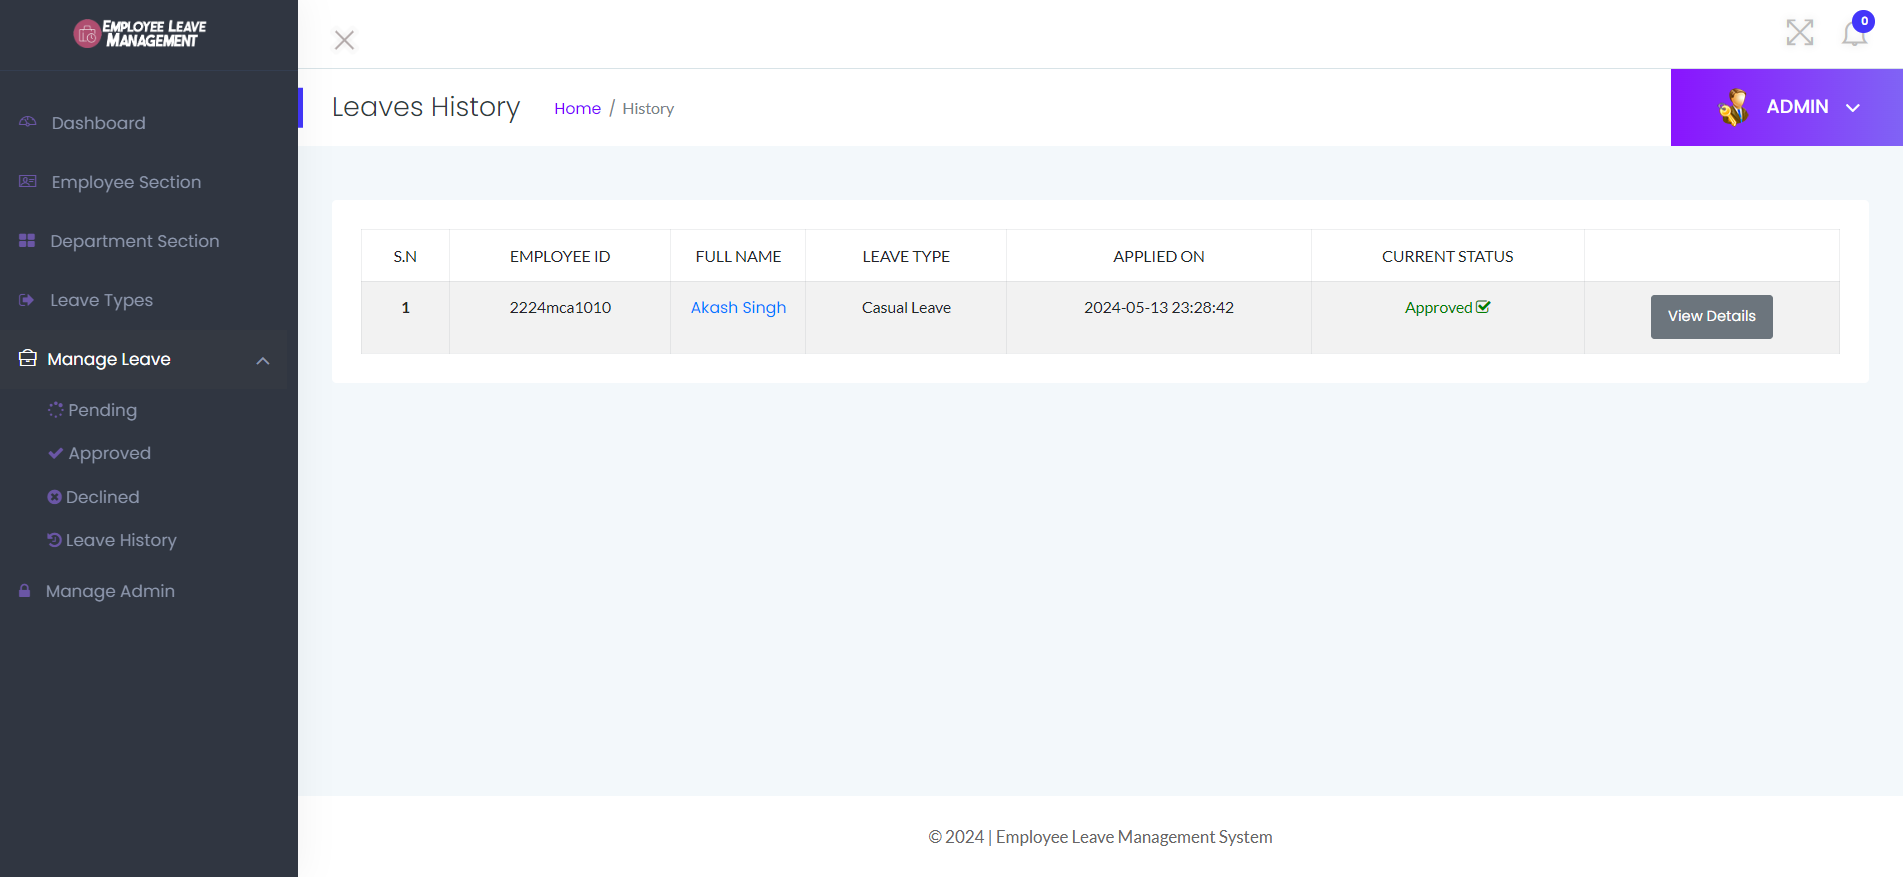 EMPLOYEE LEAVE
MANAGEMENT
0
Leaves History
Home / History
ADMIN
Dashboard
Employee Section
Department Section
Leave Types
Manage Leave
Pending
Approved
Declined
Leave History
Manage Admin
S.N EMPLOYEE ID FULL NAME LEAVE TYPE APPLIED ON CURRENT STATUS
1 2224mca1010 Akash Singh Casual Leave 2024-05-13 23:28:42 Approved View Details
© 2024 | Employee Leave Management System